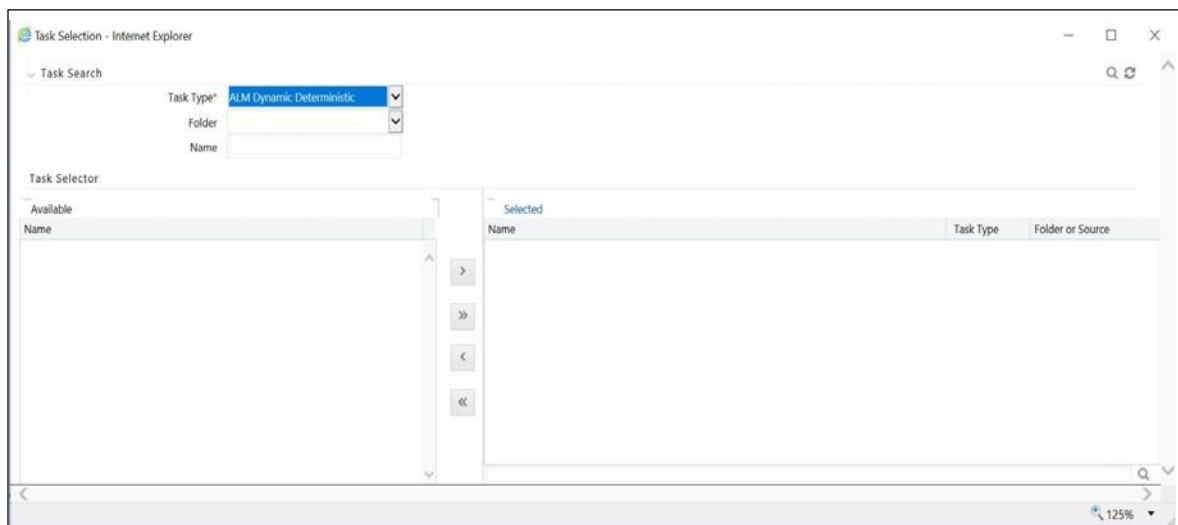 Task Selection - Internet Explorer
Task Search
Task Type* ALM Dynamic Deterministic
Folder
Name
Task Selector
Available
Name
Selected
Name Task Type Folder or Source
125%